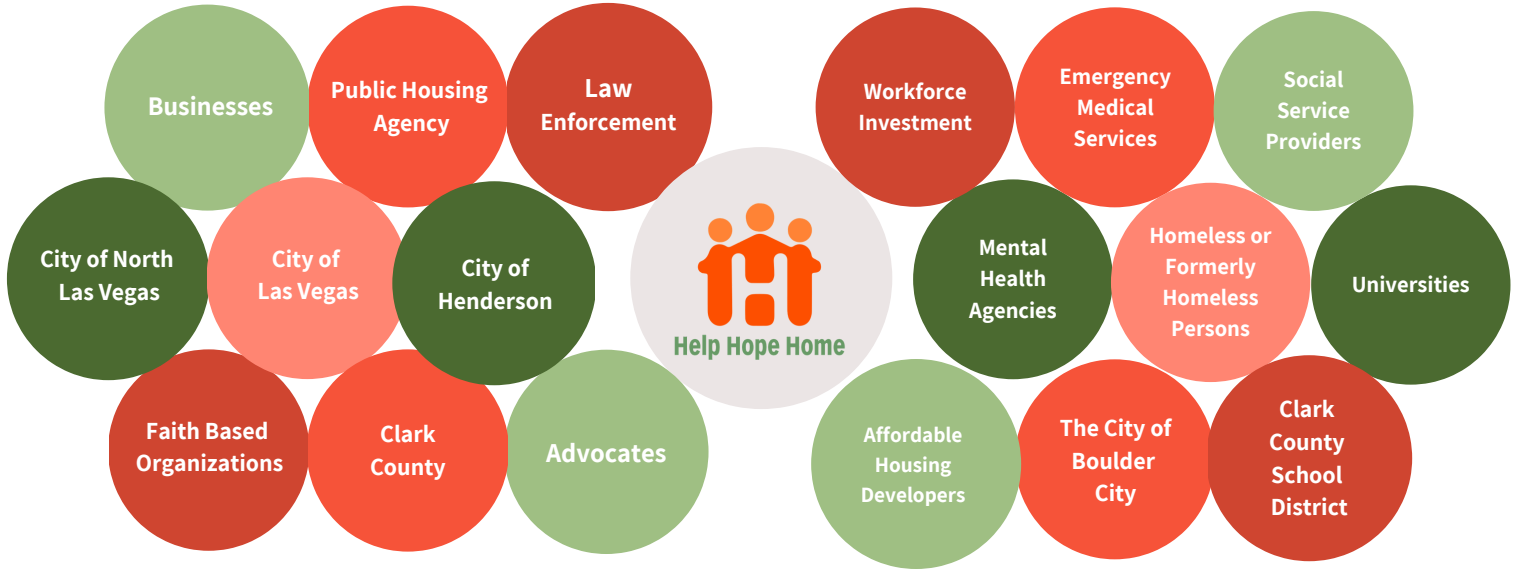 Businesses
Public Housing
Agency
Law
Enforcement
Workforce
Investment
Emergency
Medical
Services
Social
Service
Providers
City of North
Las Vegas
City of
Las Vegas
City of
Henderson
Help Hope Home
Mental
Health
Agencies
Homeless or
Formerly
Homeless
Persons
Universities
Faith Based
Organizations
Clark
County
Advocates
Affordable
Housing
Developers
The City of
Boulder
City
Clark
County
School
District